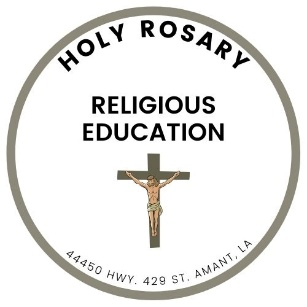 HOLY ROSARY
RELIGIOUS
EDUCATION
44450 HWY. 429 ST. AMANT, LA